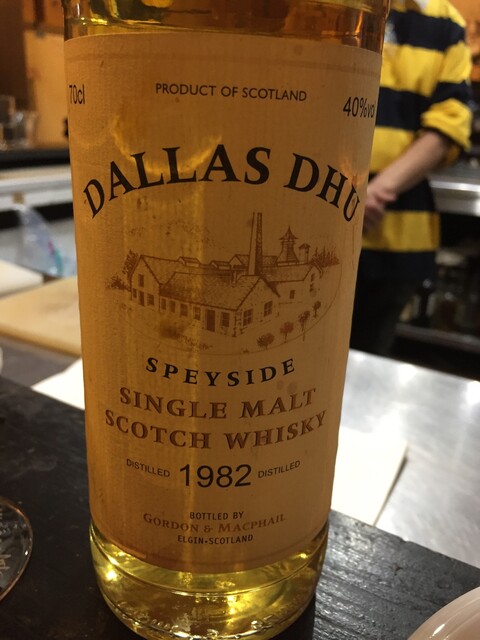 70cl
PRODUCT OF SCOTLAND
40%vol
DALLAS DHU
SPEYSIDE
SINGLE MALT
SCOTCH WHISKY
DISTILLED 1982 DISTILLED
BOTTLED BY
GORDON & MACPHAIL
ELGIN·SCOTLAND